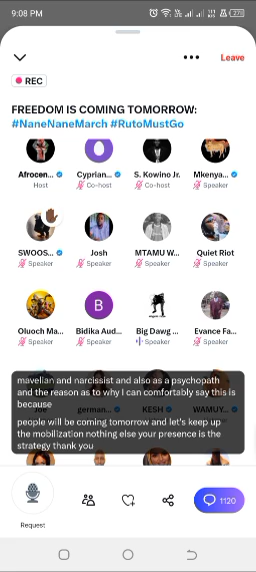 9:08 PM
Leave
REC
FREEDOM IS COMING TOMORROW:
#NaneNaneMarch #RutoMustGo
Afrocen... Cyprian... S. Kowino Jr. Mkenya...
Host Co-host Co-host Speaker
SWOOS... Josh MTAMU W... Quiet Riot
Speaker Speaker Speaker Speaker
Oluoch Ma... Bidika Aud... Big Dawg ... Evance Fa...
Speaker Speaker Speaker Speaker
mavelian and narcissist and also as a psychopath
and the reason as to why I can comfortably say this is
because
people will be coming tomorrow and let's keep up
the mobilization nothing else your presence is the
strategy thank you
Joe german... KESH WAMUY...
Request
1120